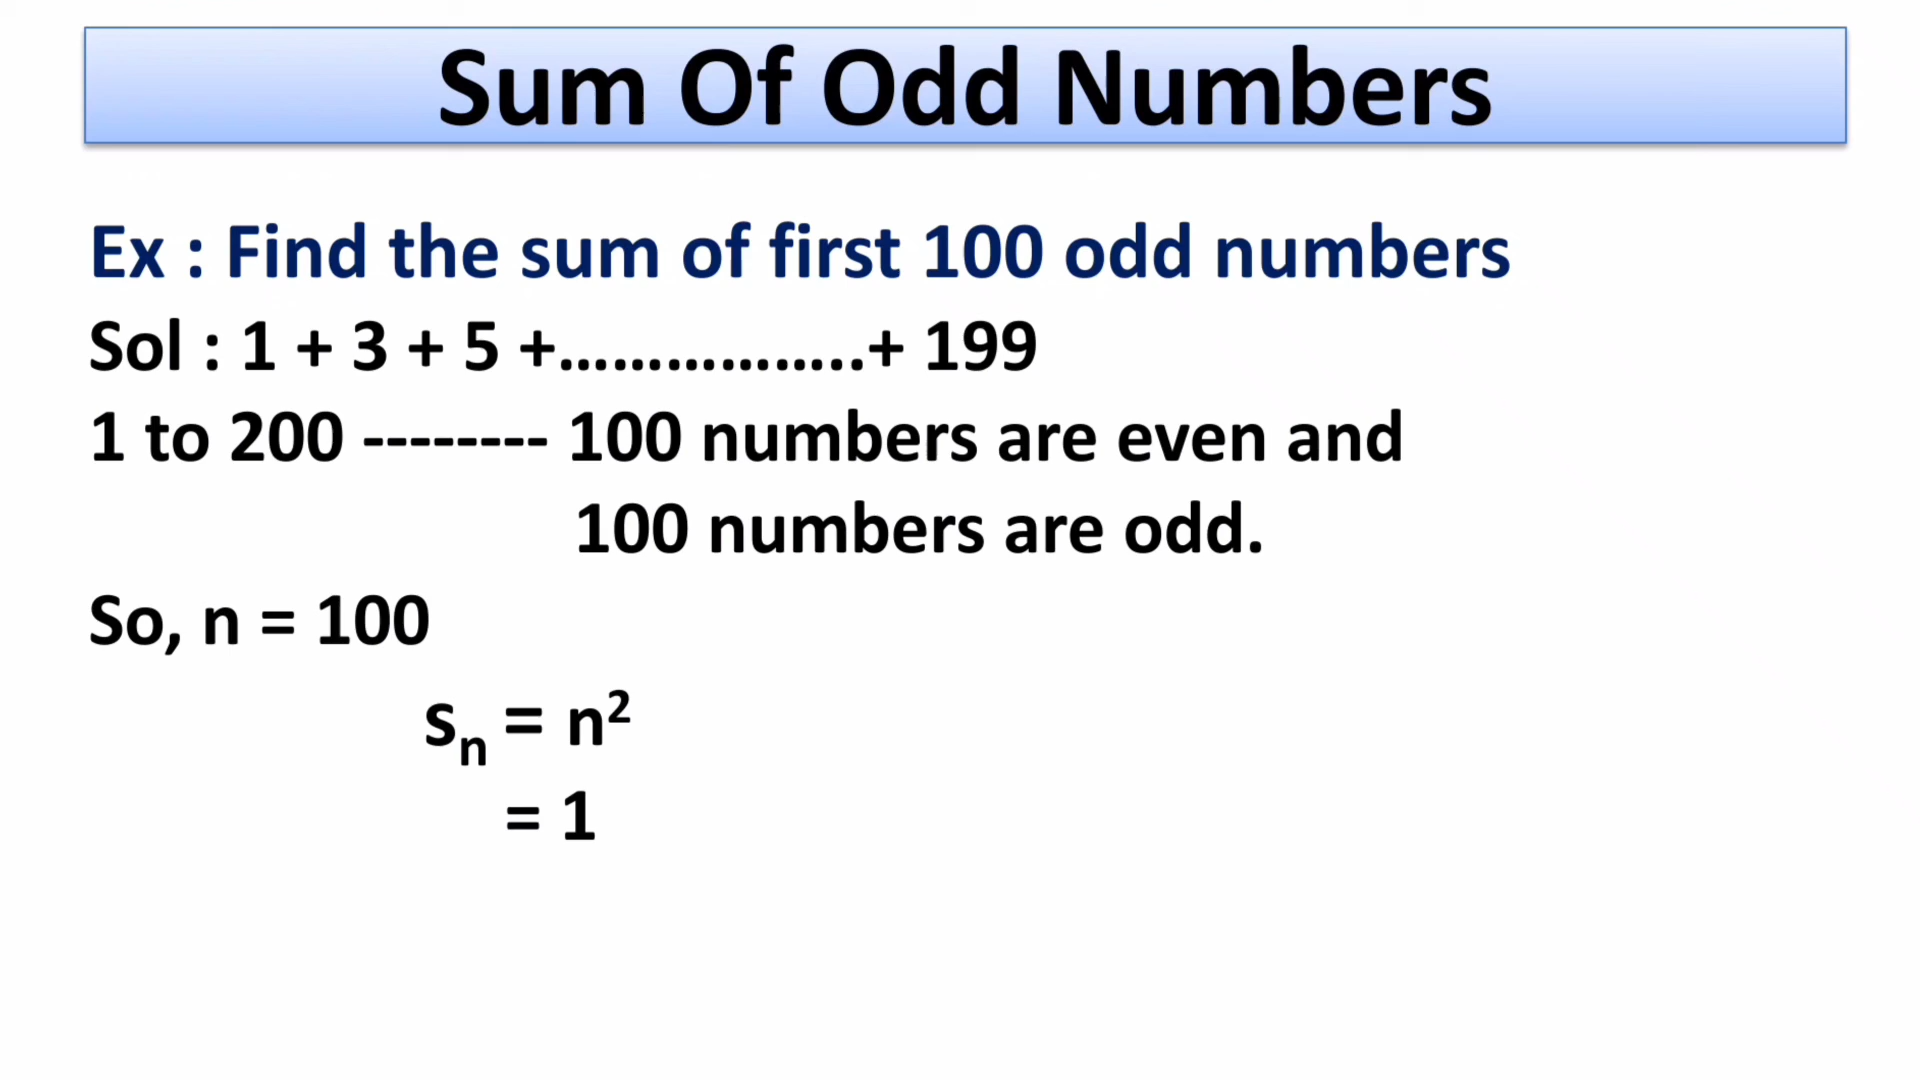 Sum Of Odd Numbers
Ex : Find the sum of first 100 odd numbers
Sol : 1 + 3 + 5 +……………..+ 199
1 to 200 -------- 100 numbers are even and
100 numbers are odd.
So, n = 100
sₙ = n²
= 1